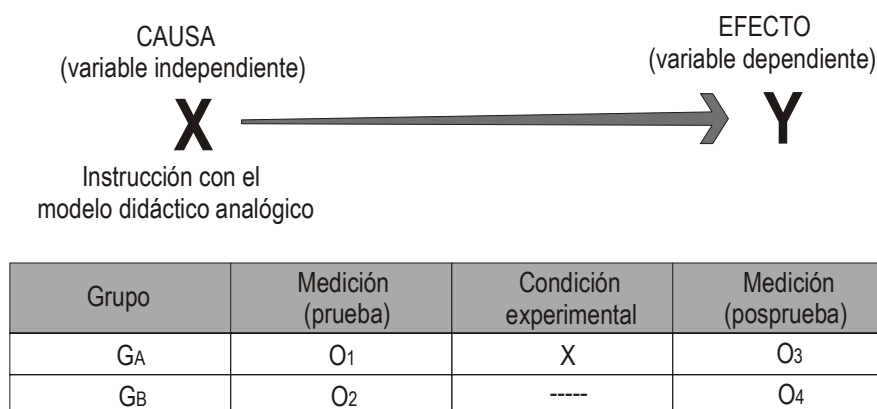 CAUSA
(variable independiente)
EFECTO
(variable dependiente)
X
Y
Instrucción con el
modelo didáctico analógico
Grupo
Medición
(prueba)
Condición
experimental
Medición
(posprueba)
GA O1 X O3
GB O2 ----- O4